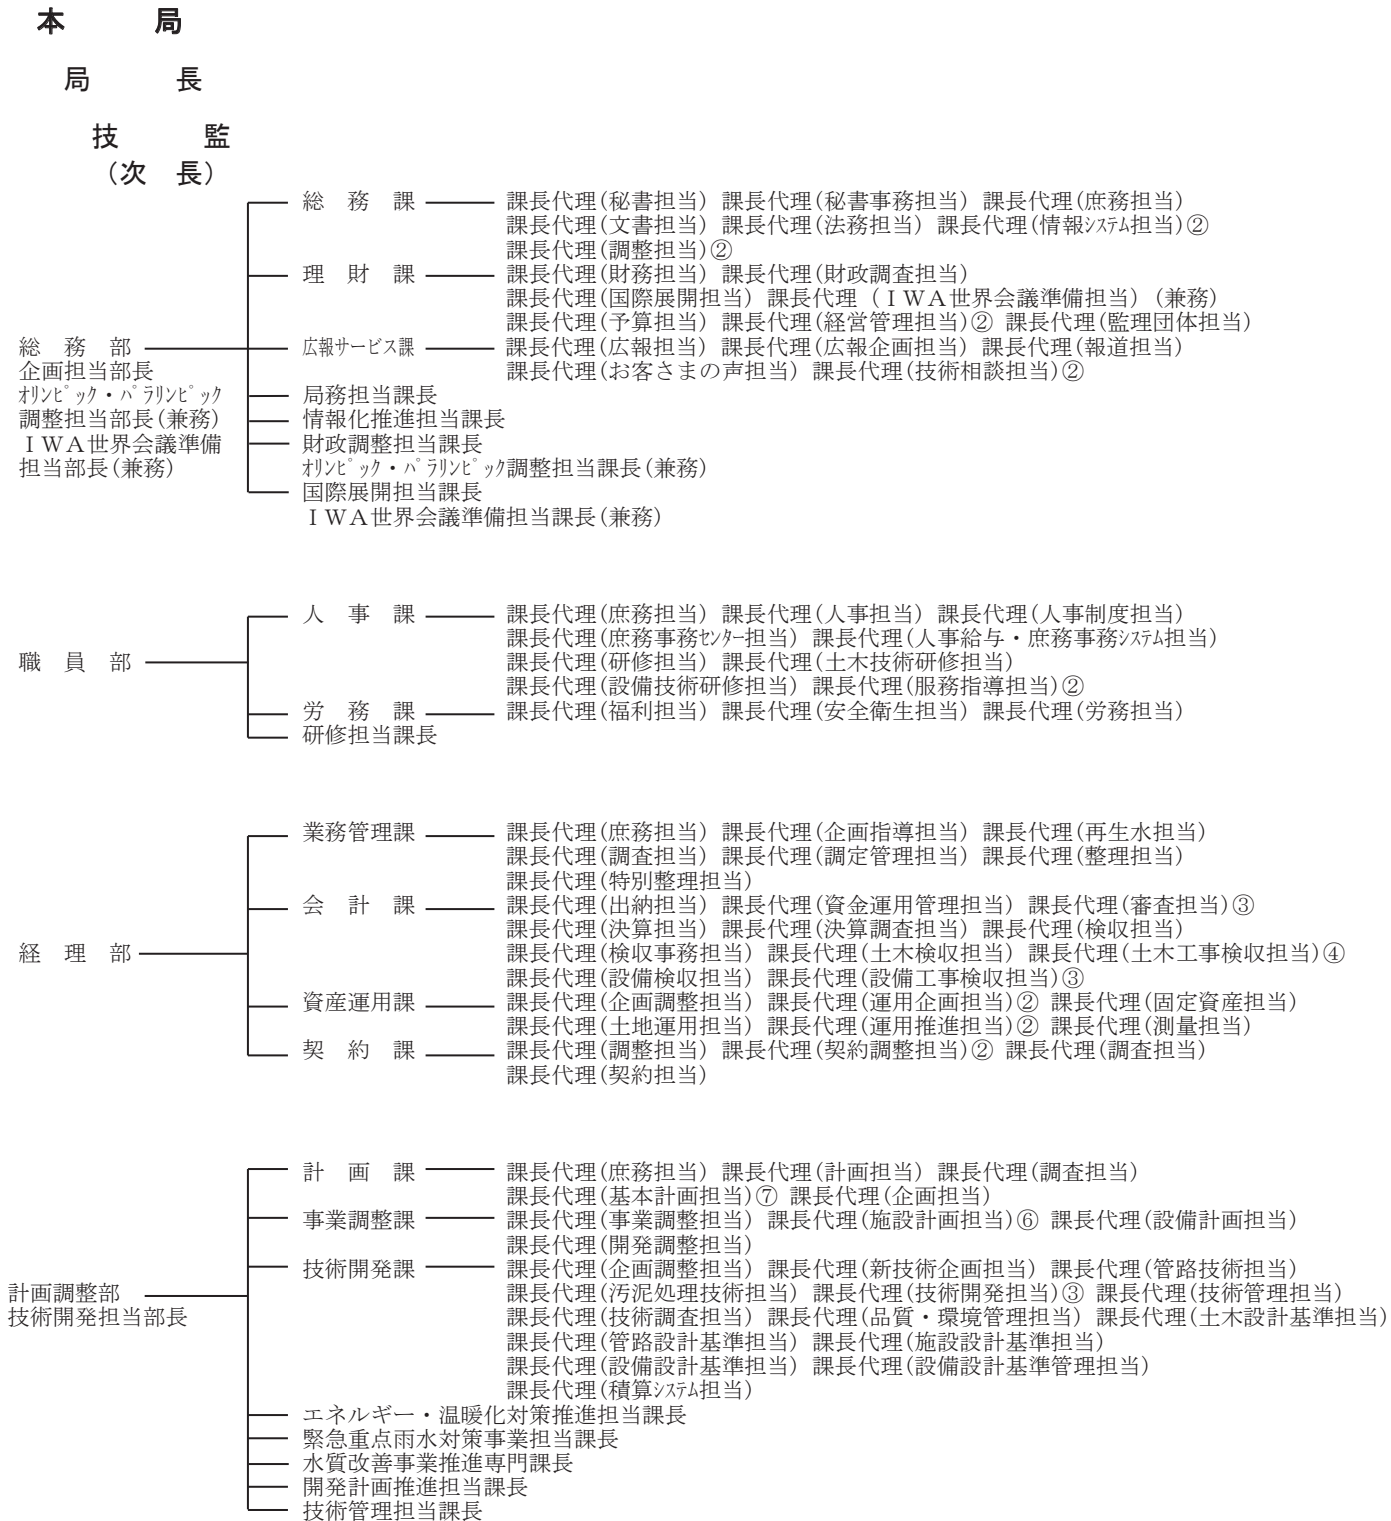 本　　　局
局　　　長
技　　　監
（次　長）
総　務　課　課長代理(秘書担当) 課長代理(秘書事務担当) 課長代理(庶務担当)
課長代理(文書担当) 課長代理(法務担当) 課長代理(情報ｼｽﾃﾑ担当)②
課長代理(調整担当)②
理　財　課　課長代理(財務担当) 課長代理(財政調査担当)
課長代理(国際展開担当) 課長代理（ＩＷＡ世界会議準備担当）(兼務)
課長代理(予算担当) 課長代理(経営管理担当)② 課長代理(監理団体担当)
総　務　部　広報サービス課　課長代理(広報担当) 課長代理(広報企画担当) 課長代理(報道担当)
企画担当部長　課長代理(お客さまの声担当) 課長代理(技術相談担当)②
ｵﾘﾝﾋﾟｯｸ・ﾊﾟﾗﾘﾝﾋﾟｯｸ　局務担当課長
調整担当部長(兼務)　情報化推進担当課長
ＩＷＡ世界会議準備　財政調整担当課長
担当部長(兼務)　ｵﾘﾝﾋﾟｯｸ・ﾊﾟﾗﾘﾝﾋﾟｯｸ調整担当課長(兼務)
国際展開担当課長
ＩＷＡ世界会議準備担当課長(兼務)
人　事　課　課長代理(庶務担当) 課長代理(人事担当) 課長代理(人事制度担当)
課長代理(庶務事務ｾﾝﾀｰ担当) 課長代理(人事給与・庶務事務ｼｽﾃﾑ担当)
職　員　部　課長代理(研修担当) 課長代理(土木技術研修担当)
課長代理(設備技術研修担当) 課長代理(服務指導担当)②
労　務　課　課長代理(福利担当) 課長代理(安全衛生担当) 課長代理(労務担当)
研修担当課長
業務管理課　課長代理(庶務担当) 課長代理(企画指導担当) 課長代理(再生水担当)
課長代理(調査担当) 課長代理(調定管理担当) 課長代理(整理担当)
課長代理(特別整理担当)
会　計　課　課長代理(出納担当) 課長代理(資金運用管理担当) 課長代理(審査担当)③
課長代理(決算担当) 課長代理(決算調査担当) 課長代理(検収担当)
経　理　部　課長代理(検収事務担当) 課長代理(土木検収担当) 課長代理(土木工事検収担当)④
課長代理(設備検収担当) 課長代理(設備工事検収担当)③
資産運用課　課長代理(企画調整担当) 課長代理(運用企画担当)② 課長代理(固定資産担当)
課長代理(土地運用担当) 課長代理(運用推進担当)② 課長代理(測量担当)
契　約　課　課長代理(調整担当) 課長代理(契約調整担当)② 課長代理(調査担当)
課長代理(契約担当)
計　画　課　課長代理(庶務担当) 課長代理(計画担当) 課長代理(調査担当)
課長代理(基本計画担当)⑦ 課長代理(企画担当)
事業調整課　課長代理(事業調整担当) 課長代理(施設計画担当)⑥ 課長代理(設備計画担当)
課長代理(開発調整担当)
技術開発課　課長代理(企画調整担当) 課長代理(新技術企画担当) 課長代理(管路技術担当)
計画調整部　課長代理(汚泥処理技術担当) 課長代理(技術開発担当)③ 課長代理(技術管理担当)
技術開発担当部長　課長代理(技術調査担当) 課長代理(品質・環境管理担当) 課長代理(土木設計基準担当)
課長代理(管路設計基準担当) 課長代理(施設設計基準担当)
課長代理(設備設計基準担当) 課長代理(設備設計基準管理担当)
課長代理(積算ｼｽﾃﾑ担当)
エネルギー・温暖化対策推進担当課長
緊急重点雨水対策事業担当課長
水質改善事業推進専門課長
開発計画推進担当課長
技術管理担当課長